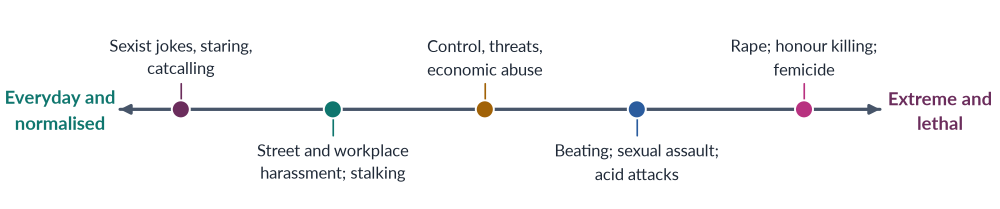 Everyday and
normalised
Sexist jokes, staring,
catcalling
Street and workplace
harassment; stalking
Control, threats,
economic abuse
Beating; sexual assault;
acid attacks
Rape; honour killing;
femicide
Extreme and
lethal